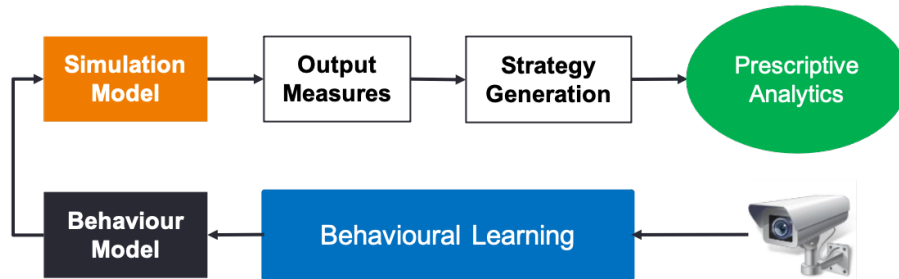 Simulation
Model
Output
Measures
Strategy
Generation
Prescriptive
Analytics
Behaviour
Model
Behavioural Learning